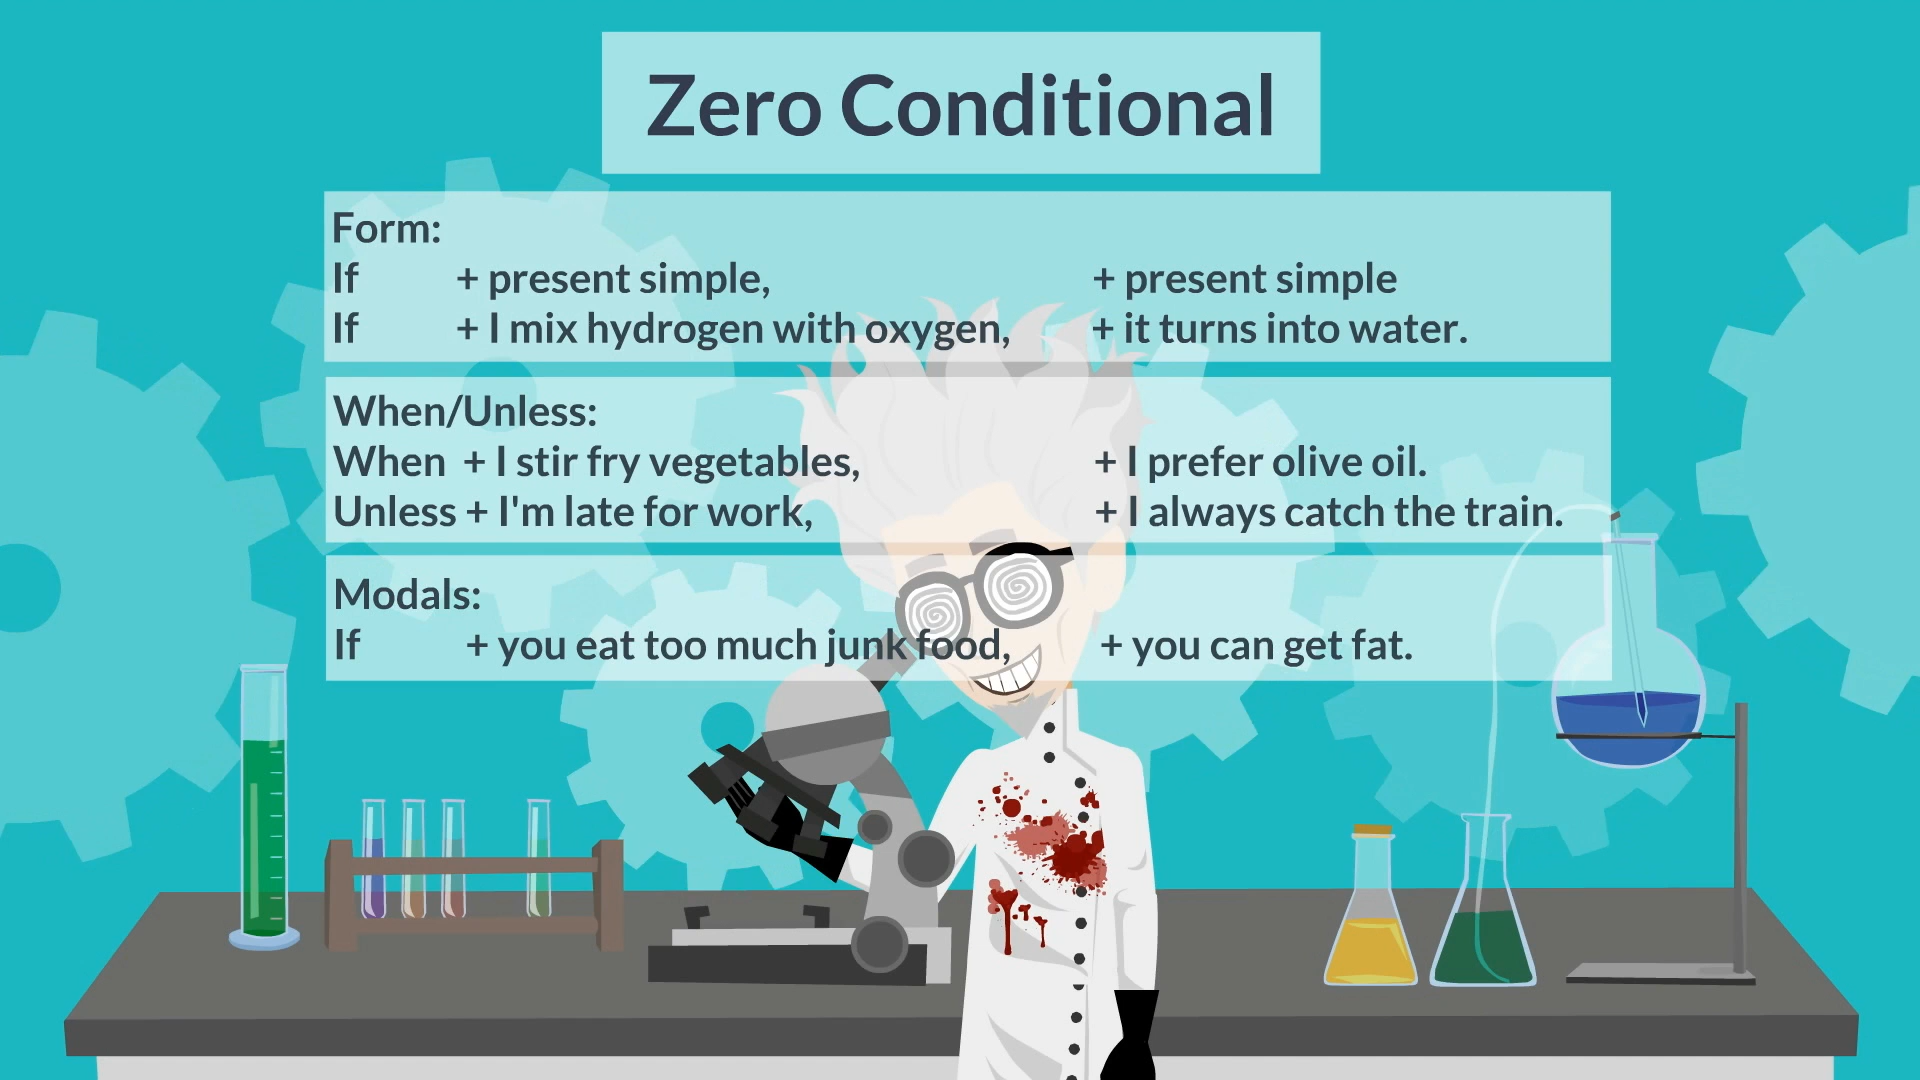 Zero Conditional
Form:
If + present simple, + present simple
If + I mix hydrogen with oxygen, + it turns into water.
When/Unless:
When + I stir fry vegetables, + I prefer olive oil.
Unless + I'm late for work, + I always catch the train.
Modals:
If + you eat too much junk food, + you can get fat.